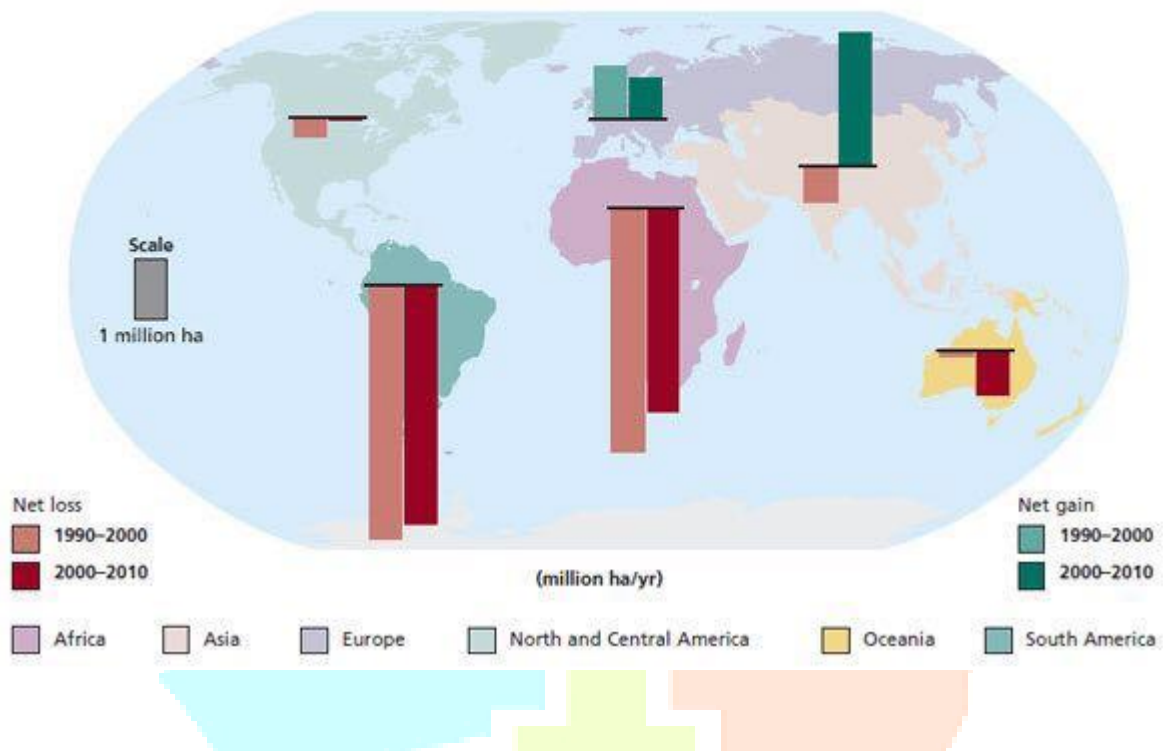 Scale
1 million ha
Net loss
1990–2000
2000–2010
(million ha/yr)
Net gain
1990–2000
2000–2010
Africa
Asia
Europe
North and Central America
Oceania
South America